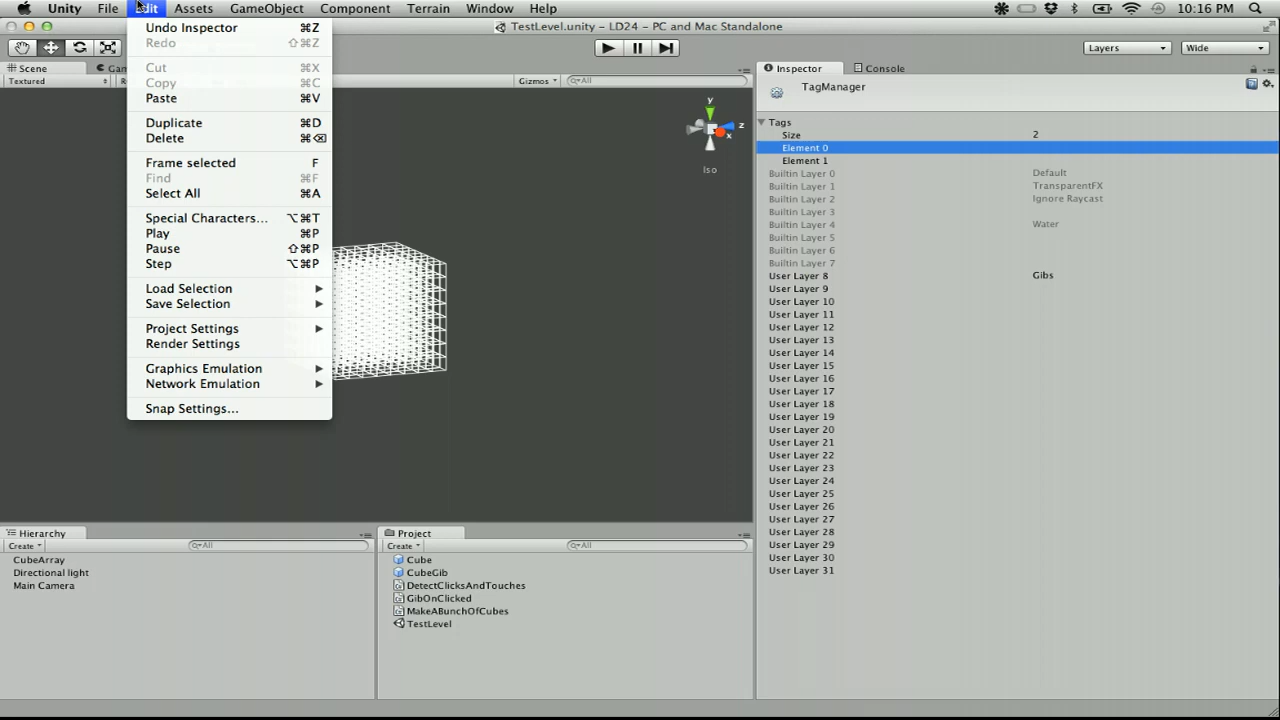 Unity File Edit Assets GameObject Component Terrain Window Help 10:16 PM
TestLevel.unity – LD24 – PC and Mac Standalone
Layers Wide
Scene
Textured Gizmos All
Undo Inspector ⌘Z
Redo ⇧⌘Z
Cut ⌘X
Copy ⌘C
Paste ⌘V
Duplicate ⌘D
Delete ⌘⌫
Frame selected F
Find ⌘F
Select All ⌘A
Special Characters... ⌥⌘T
Play ⌘P
Pause ⇧⌘P
Step ⌥⌘P
Load Selection
Save Selection
Project Settings
Render Settings
Graphics Emulation
Network Emulation
Snap Settings...
y
z
x
Iso
Inspector Console
TagManager
Tags
Size 2
Element 0
Element 1
Builtin Layer 0 Default
Builtin Layer 1 TransparentFX
Builtin Layer 2 Ignore Raycast
Builtin Layer 3
Builtin Layer 4 Water
Builtin Layer 5
Builtin Layer 6
Builtin Layer 7
User Layer 8 Gibs
User Layer 9
User Layer 10
User Layer 11
User Layer 12
User Layer 13
User Layer 14
User Layer 15
User Layer 16
User Layer 17
User Layer 18
User Layer 19
User Layer 20
User Layer 21
User Layer 22
User Layer 23
User Layer 24
User Layer 25
User Layer 26
User Layer 27
User Layer 28
User Layer 29
User Layer 30
User Layer 31
Hierarchy
Create All
CubeArray
Directional light
Main Camera
Project
Create All
Cube
CubeGib
DetectClicksAndTouches
GibOnClicked
MakeABunchOfCubes
TestLevel